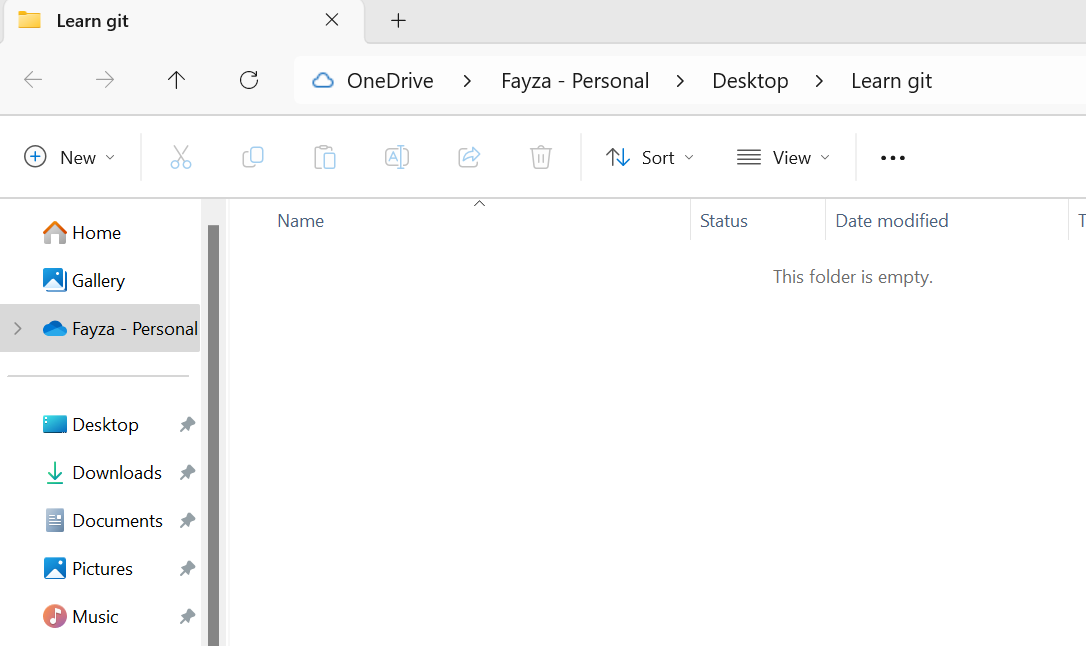 Learn git
OneDrive > Fayza - Personal > Desktop > Learn git
New Sort View
Name Status Date modified T
This folder is empty.
Home
Gallery
Fayza - Personal
Desktop
Downloads
Documents
Pictures
Music